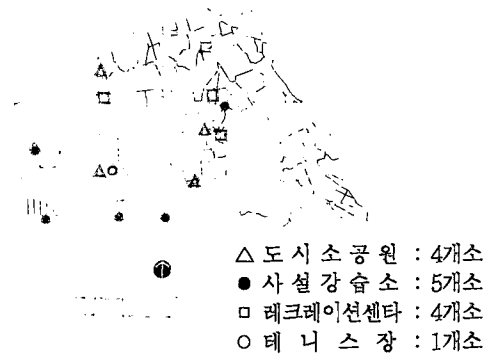 △ 도시소공원 : 4개소
● 사설강습소 : 5개소
□ 레크레이션센타 : 4개소
○ 테니스장 : 1개소